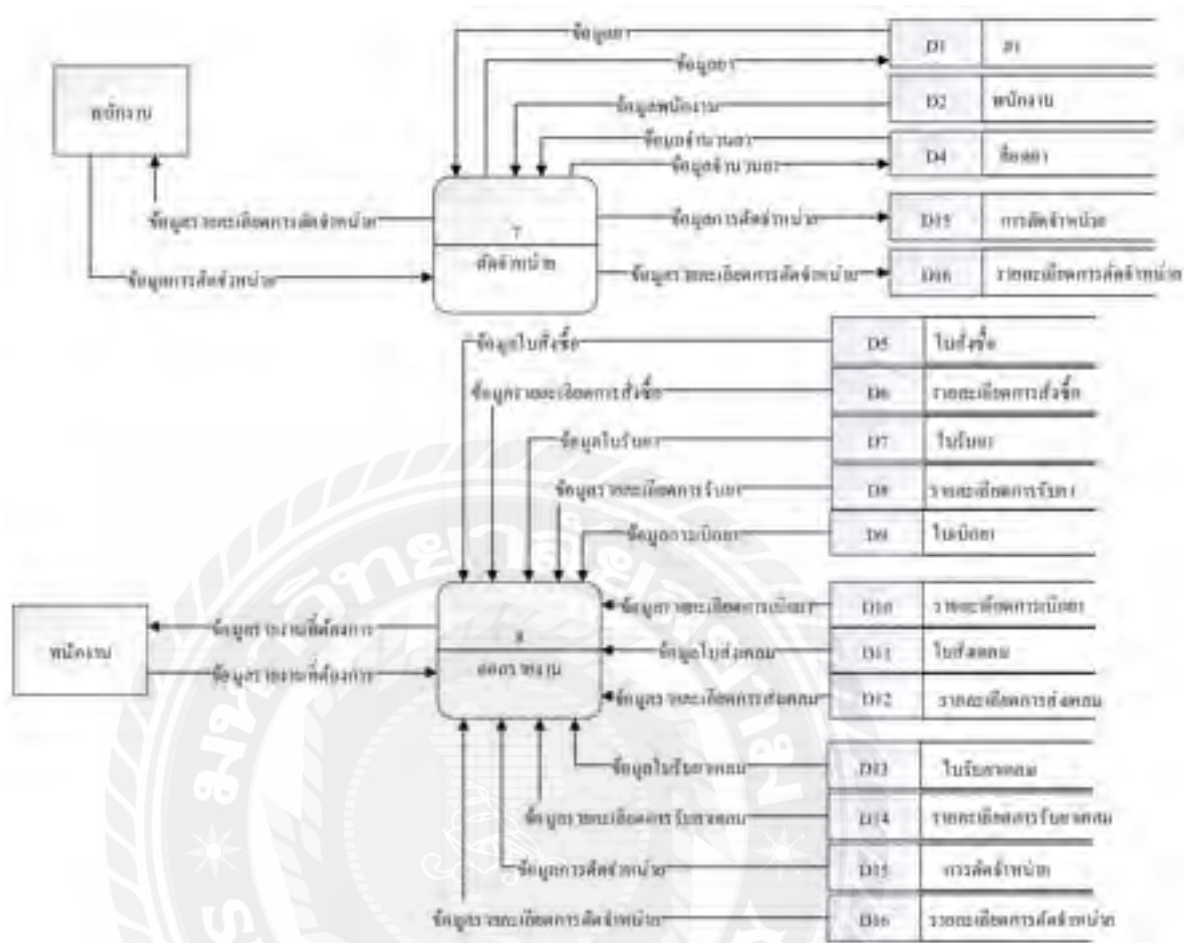 ข้อมูลยา
D1 ยา
ข้อมูลยา
พนักงาน
ข้อมูลพนักงาน
D2 พนักงาน
ข้อมูลจำนวนยา
D4 ล็อตยา
ข้อมูลจำนวนยา
ข้อมูลรายละเอียดการตัดจำหน่าย
7
ข้อมูลการตัดจำหน่าย
D15 การตัดจำหน่าย
ตัดจำหน่าย
ข้อมูลการตัดจำหน่าย
ข้อมูลรายละเอียดการตัดจำหน่าย
D16 รายละเอียดการตัดจำหน่าย
ข้อมูลใบสั่งซื้อ
D5 ใบสั่งซื้อ
ข้อมูลรายละเอียดการสั่งซื้อ
D6 รายละเอียดการสั่งซื้อ
ข้อมูลใบรับยา
D7 ใบรับยา
ข้อมูลรายละเอียดการรับยา
D8 รายละเอียดการรับยา
ข้อมูลการเบิกยา
D9 ใบเบิกยา
ข้อมูลรายละเอียดการเบิกยา
D10 รายละเอียดการเบิกยา
ข้อมูลรายงานที่ต้องการ
8
พนักงาน
ออกรายงาน
ข้อมูลใบส่งเคลม
D11 ใบส่งเคลม
ข้อมูลรายงานที่ต้องการ
ข้อมูลรายละเอียดการส่งเคลม
D12 รายละเอียดการส่งเคลม
ข้อมูลใบรับยาเคลม
D13 ใบรับยาเคลม
ข้อมูลรายละเอียดการรับยาเคลม
D14 รายละเอียดการรับยาเคลม
ข้อมูลการตัดจำหน่าย
D15 การตัดจำหน่าย
ข้อมูลรายละเอียดการตัดจำหน่าย
D16 รายละเอียดการตัดจำหน่าย